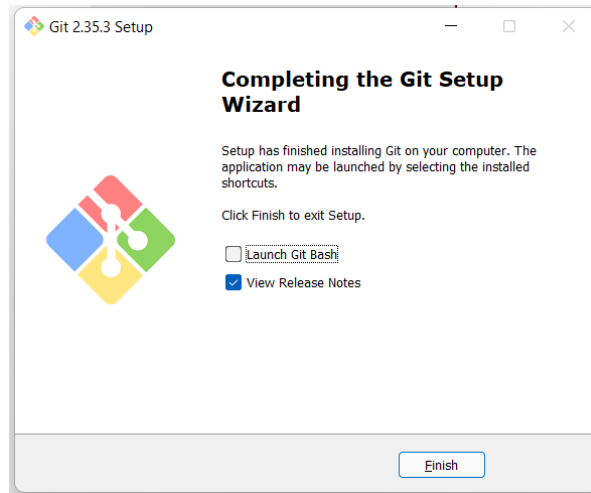 Git 2.35.3 Setup
Completing the Git Setup
Wizard
Setup has finished installing Git on your computer. The
application may be launched by selecting the installed
shortcuts.
Click Finish to exit Setup.
Launch Git Bash
View Release Notes
Finish